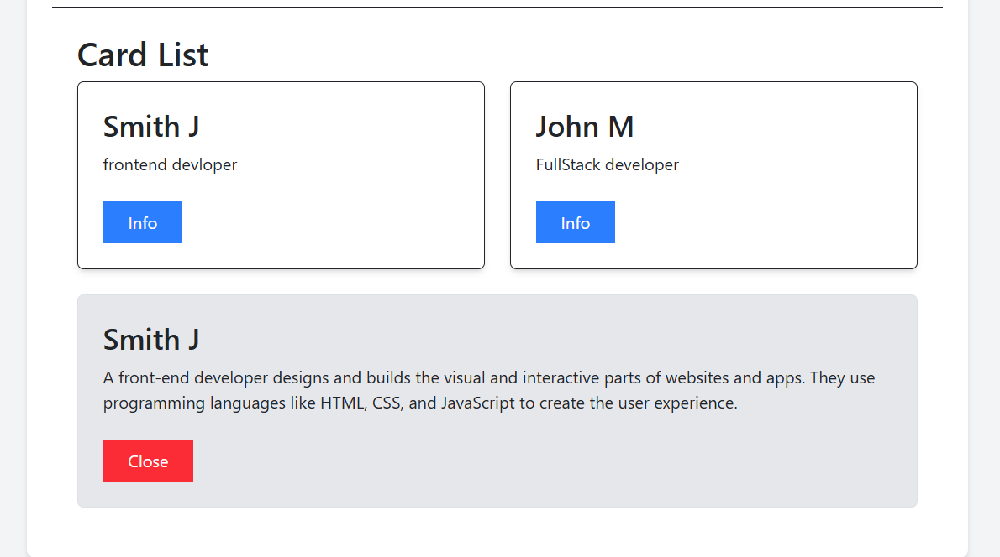 Card List
Smith J
frontend devloper
Info
John M
FullStack developer
Info
Smith J
A front-end developer designs and builds the visual and interactive parts of websites and apps. They use
programming languages like HTML, CSS, and JavaScript to create the user experience.
Close